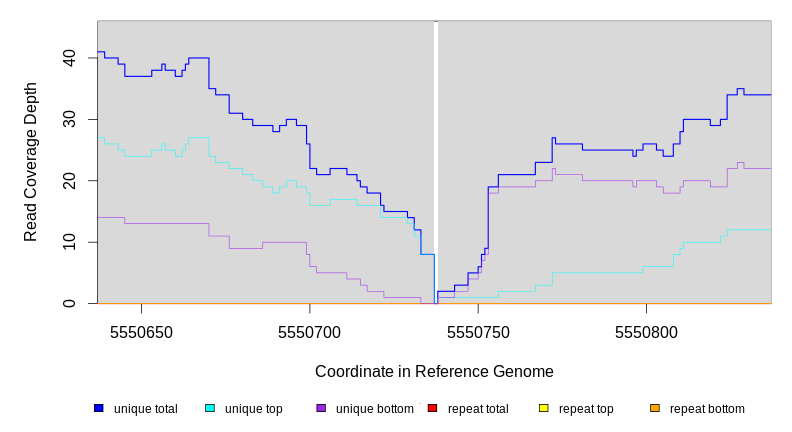 Read Coverage Depth
40
30
20
10
0
5550650 5550700 5550750 5550800
Coordinate in Reference Genome
unique total unique top unique bottom repeat total repeat top repeat bottom